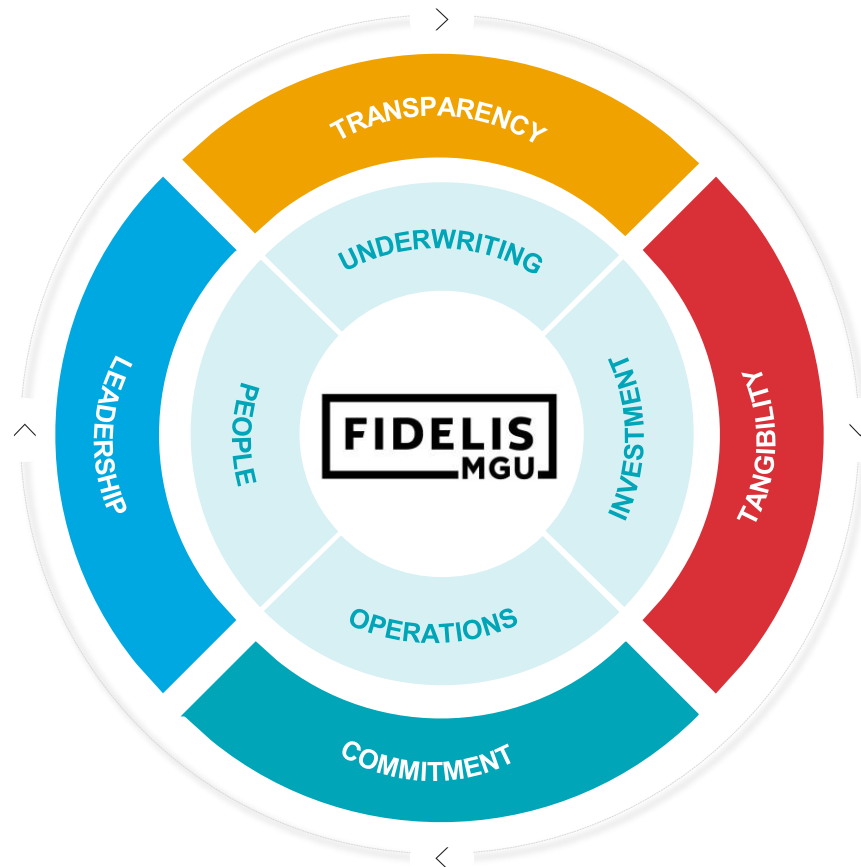 TRANSPARENCY
UNDERWRITING
LEADERSHIP
PEOPLE
FIDELIS
MGU
INVESTMENT
TANGIBILITY
OPERATIONS
COMMITMENT